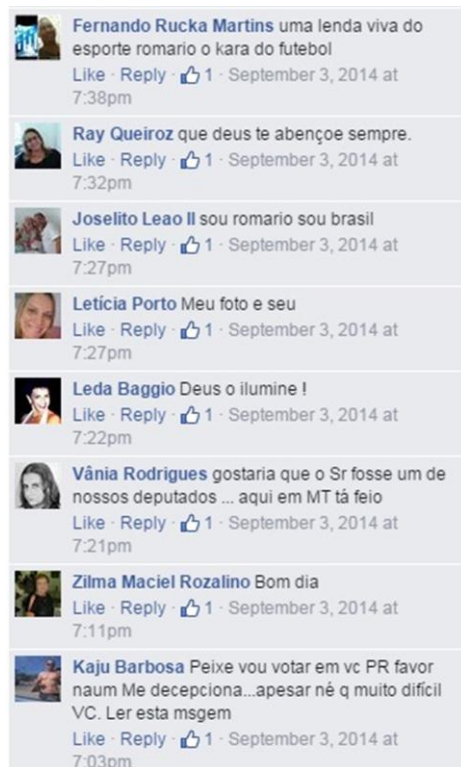 Fernando Rucka Martins uma lenda viva do
esporte romario o kara do futebol
Like · Reply · 1 · September 3, 2014 at
7:38pm
Ray Queiroz que deus te abençoe sempre.
Like · Reply · 1 · September 3, 2014 at
7:32pm
Joselito Leao II sou romario sou brasil
Like · Reply · 1 · September 3, 2014 at
7:27pm
Letícia Porto Meu foto e seu
Like · Reply · 1 · September 3, 2014 at
7:27pm
Leda Baggio Deus o ilumine !
Like · Reply · 1 · September 3, 2014 at
7:22pm
Vânia Rodrigues gostaria que o Sr fosse um de
nossos deputados ... aqui em MT tá feio
Like · Reply · 1 · September 3, 2014 at
7:21pm
Zilma Maciel Rozalino Bom dia
Like · Reply · 1 · September 3, 2014 at
7:11pm
Kaju Barbosa Peixe vou votar em vc PR favor
naum Me decepciona...apesar né q muito difícil
VC. Ler esta msgem
Like · Reply · 1 · September 3, 2014 at
7:03pm